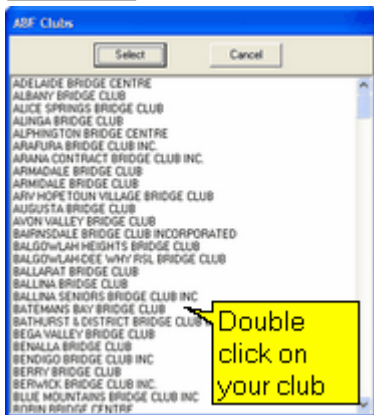 ABF Clubs
Select Cancel
ADELAIDE BRIDGE CENTRE
ALBANY BRIDGE CLUB
ALICE SPRINGS BRIDGE CLUB
ALINGA BRIDGE CLUB
ALPHINGTON BRIDGE CENTRE
ARAFURA BRIDGE CLUB INC.
ARANA CONTRACT BRIDGE CLUB INC.
ARMADALE BRIDGE CLUB
ARMIDALE BRIDGE CLUB
ARV HOPETOUN VILLAGE BRIDGE CLUB
AUGUSTA BRIDGE CLUB
AVON VALLEY BRIDGE CLUB
BAIRNSDALE BRIDGE CLUB INCORPORATED
BALGOWLAH HEIGHTS BRIDGE CLUB
BALGOWLAH-DEE WHY RSL BRIDGE CLUB
BALLARAT BRIDGE CLUB
BALLINA BRIDGE CLUB
BALLINA SENIORS BRIDGE CLUB INC
BATEMANS BAY BRIDGE CLUB
BATHURST & DISTRICT BRIDGE CLUB
BEGA VALLEY BRIDGE CLUB
BENALLA BRIDGE CLUB
BENDIGO BRIDGE CLUB INC
BERRY BRIDGE CLUB
BERWICK BRIDGE CLUB INC.
BLUE MOUNTAINS BRIDGE CLUB INC
BOBIN BRIDGE CENTRE
Double
click on
your club